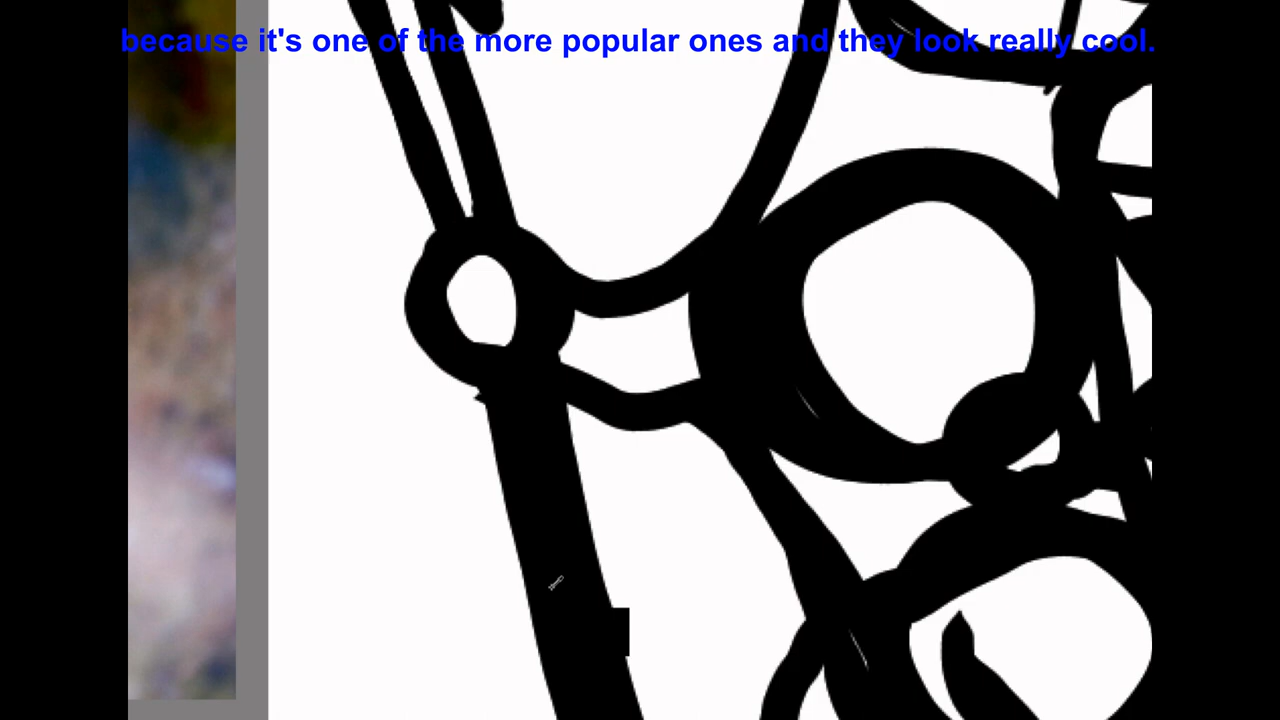 because it's one of the more popular ones and they look really cool.